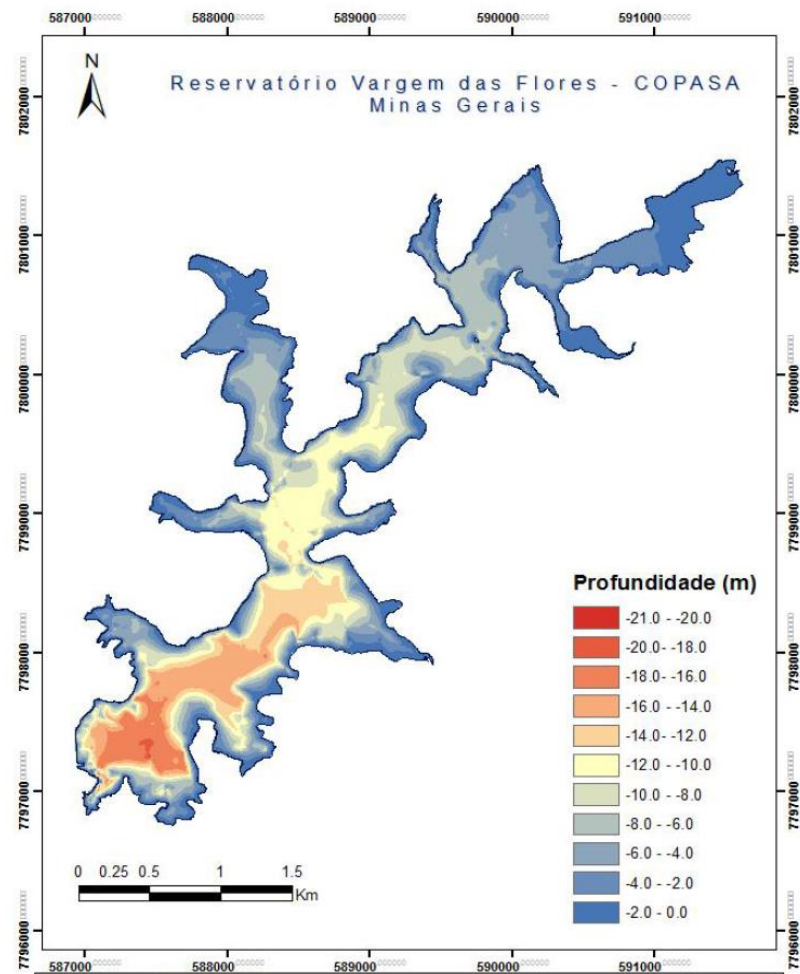 587000 588000 589000 590000 591000
N
Reservatório Vargem das Flores - COPASA
Minas Gerais
7802000 7802000
7801000 7801000
7800000 7800000
7799000 7799000
7798000 7798000
7797000 7797000
7796000 7796000
Profundidade (m)
-21.0 - -20.0
-20.0 - -18.0
-18.0 - -16.0
-16.0 - -14.0
-14.0 - -12.0
-12.0 - -10.0
-10.0 - -8.0
-8.0 - -6.0
-6.0 - -4.0
-4.0 - -2.0
-2.0 - 0.0
0 0.25 0.5 1 1.5
Km
587000 588000 589000 590000 591000